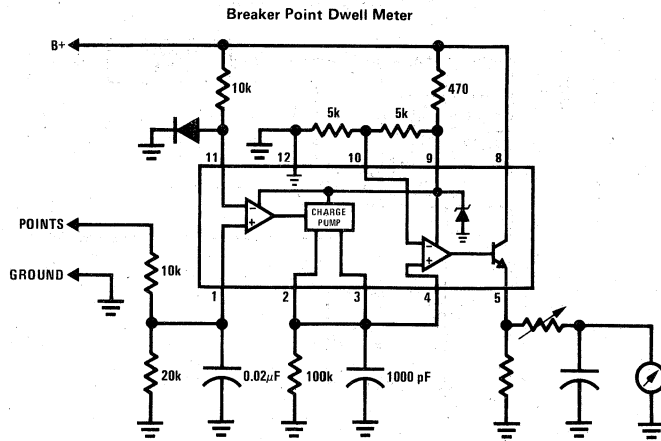 Breaker Point Dwell Meter
B+
10k
470
5k
5k
11
12
10
9
8
CHARGE
PUMP
POINTS
GROUND
10k
1
2
3
4
5
20k
0.02μF
100k
1000 pF